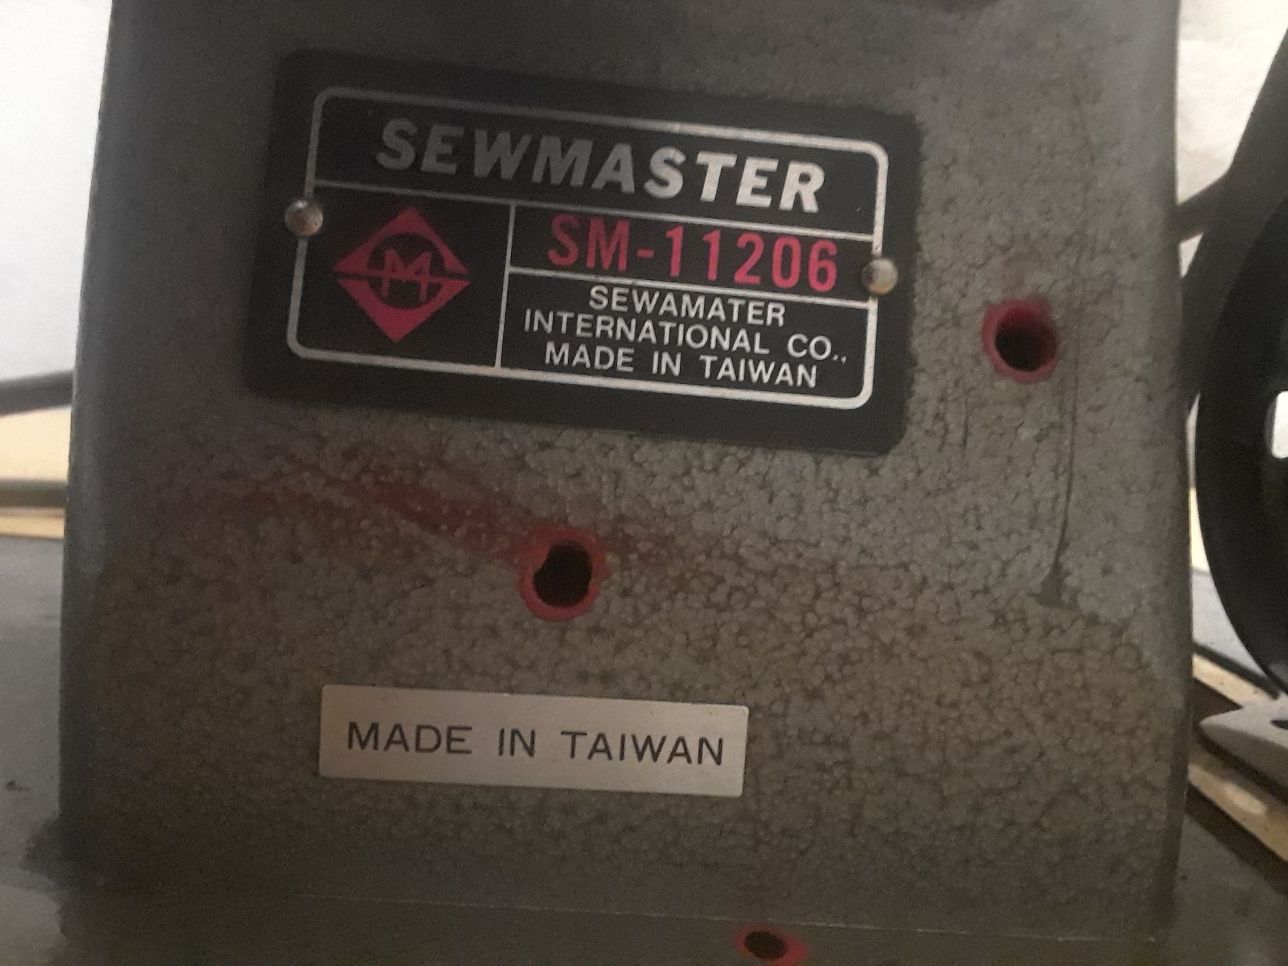 SEWMASTER
M
SM-11206
SEWAMATER
INTERNATIONAL CO.,
MADE IN TAIWAN
MADE IN TAIWAN